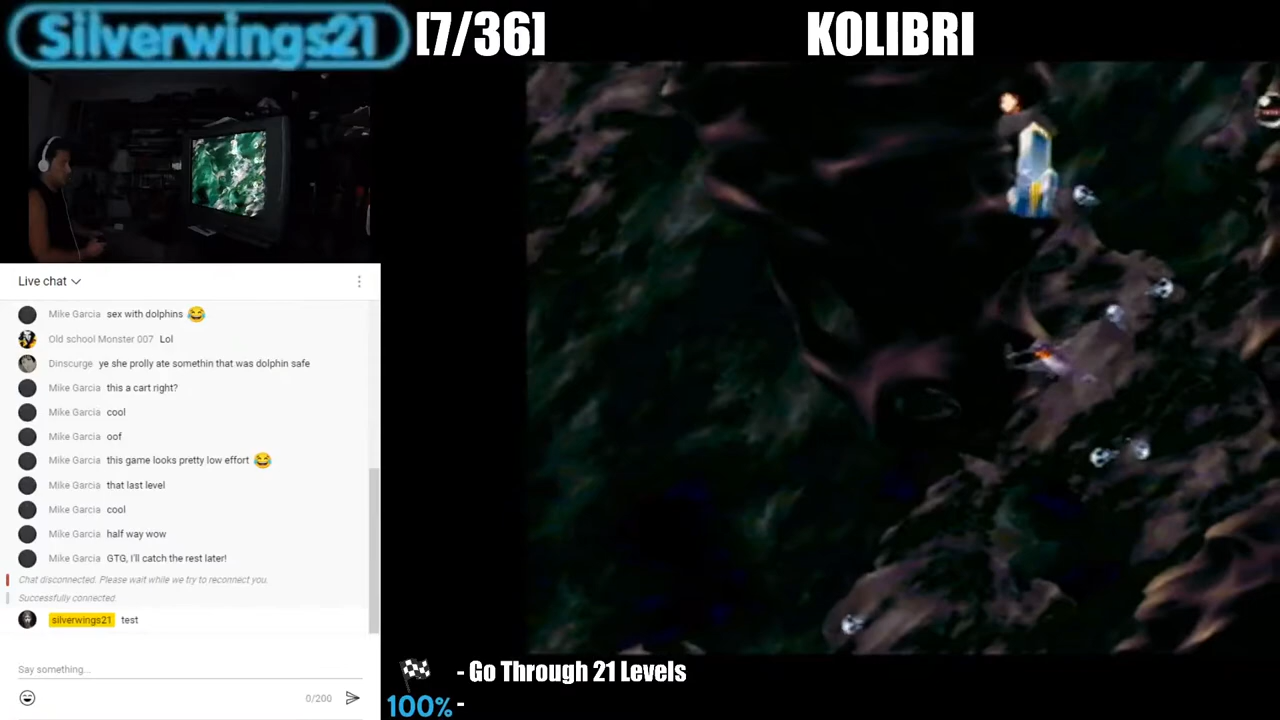 Silverwings21
[7/36]
KOLIBRI
Live chat
Mike Garcia sex with dolphins 😂
Old school Monster 007 Lol
Dinscurge ye she prolly ate somethin that was dolphin safe
Mike Garcia this a cart right?
Mike Garcia cool
Mike Garcia oof
Mike Garcia this game looks pretty low effort 😂
Mike Garcia that last level
Mike Garcia cool
Mike Garcia half way wow
Mike Garcia GTG, I'll catch the rest later!
Chat disconnected. Please wait while we try to reconnect you.
Successfully connected.
silverwings21 test
Say something...
0/200
- Go Through 21 Levels
100% -